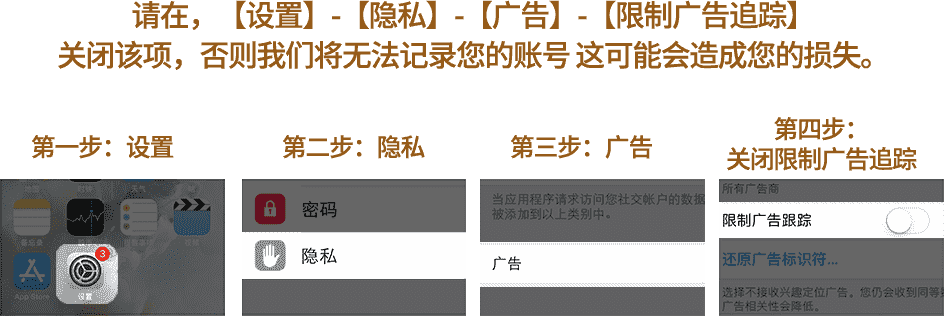 请在，【设置】-【隐私】-【广告】-【限制广告追踪】
关闭该项，否则我们将无法记录您的账号 这可能会造成您的损失。
第一步：设置
第二步：隐私
第三步：广告
第四步：
关闭限制广告追踪
备忘录
App Store
3
设置
密码
隐私
当应用程序请求访问您社交帐户的数据
被添加到以上类别中。
广告
所有广告商
限制广告跟踪
还原广告标识符...
选择不接收兴趣定位广告。您仍会收到同等
广告相关性会降低。